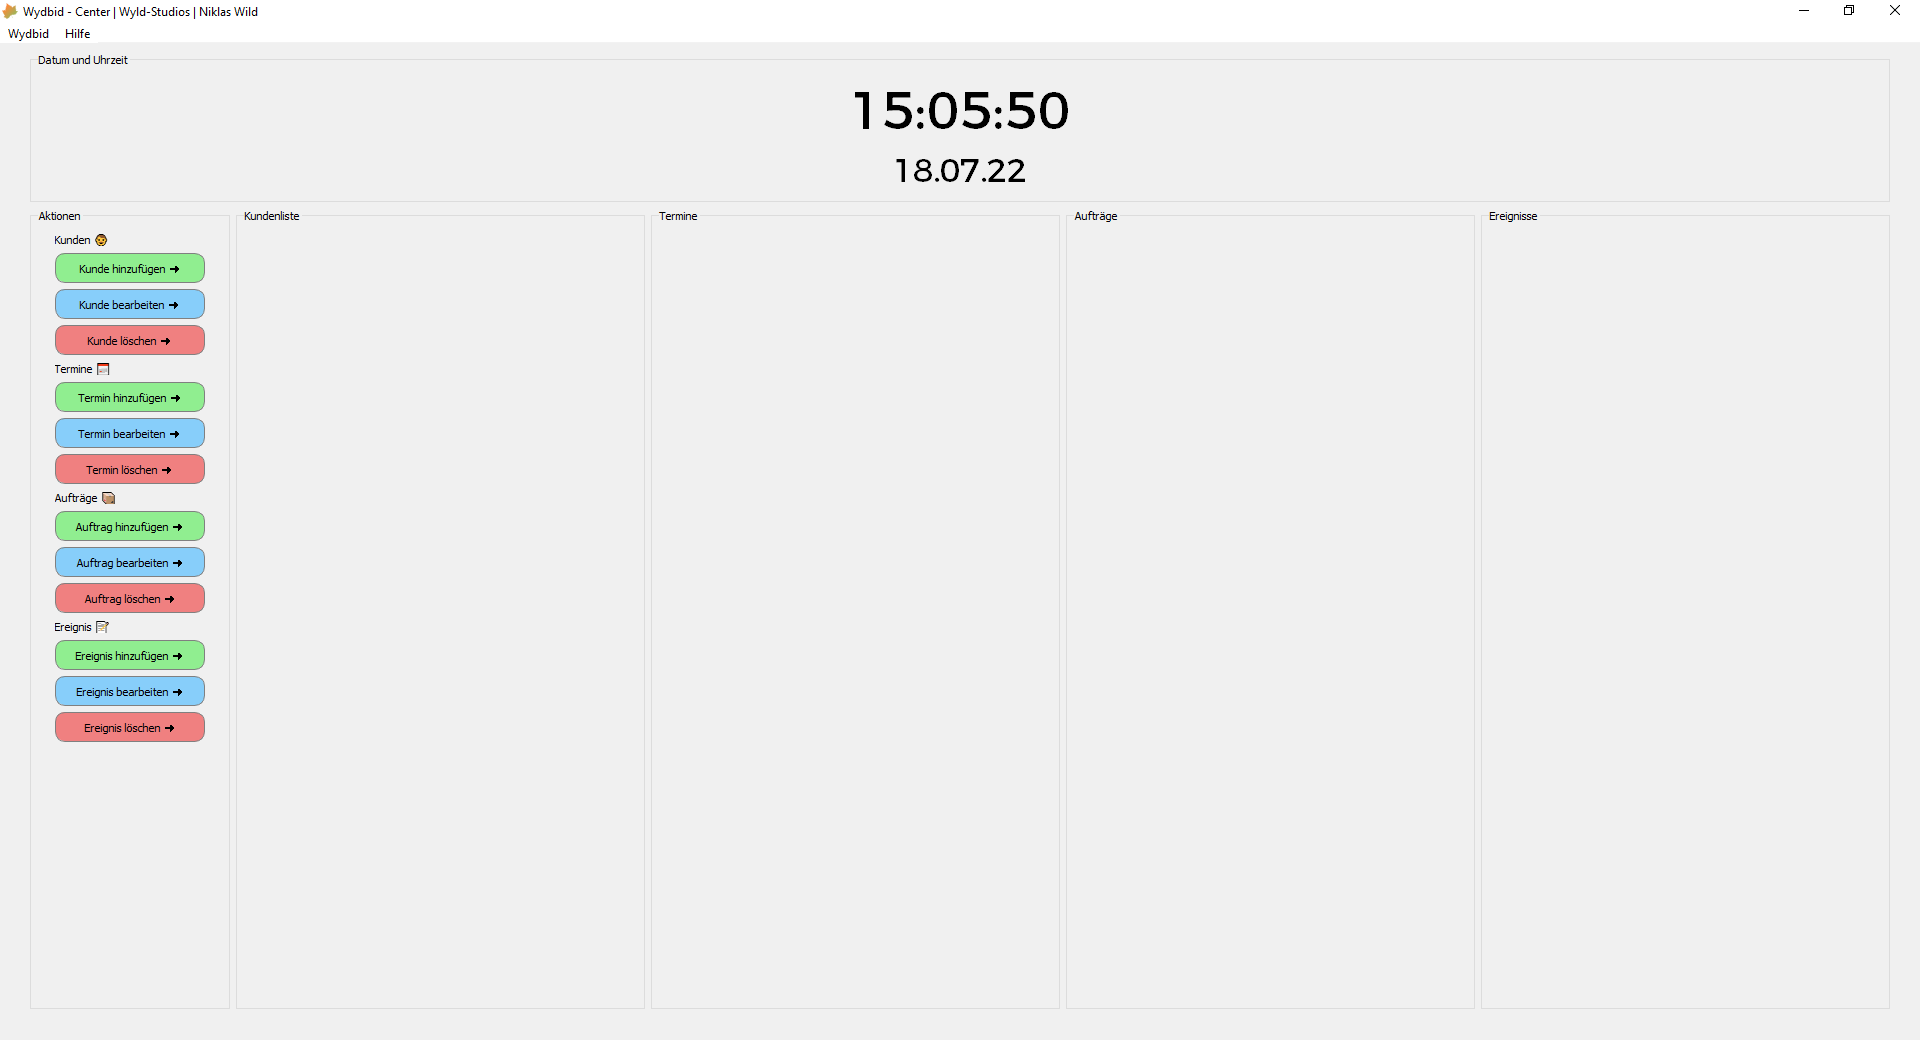 Wydbid - Center | Wyld-Studios | Niklas Wild
Wydbid Hilfe
Datum und Uhrzeit
15:05:50
18.07.22
Aktionen
Kunden
Kunde hinzufügen ➜
Kunde bearbeiten ➜
Kunde löschen ➜
Termine
Termin hinzufügen ➜
Termin bearbeiten ➜
Termin löschen ➜
Aufträge
Auftrag hinzufügen ➜
Auftrag bearbeiten ➜
Auftrag löschen ➜
Ereignis
Ereignis hinzufügen ➜
Ereignis bearbeiten ➜
Ereignis löschen ➜
Kundenliste
Termine
Aufträge
Ereignisse